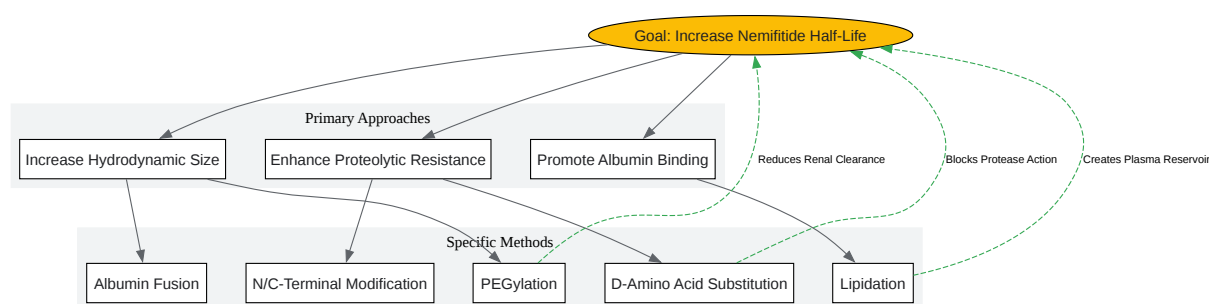 Goal: Increase Nemifitide Half-Life
Primary Approaches
Increase Hydrodynamic Size
Enhance Proteolytic Resistance
Promote Albumin Binding
Reduces Renal Clearance
Blocks Protease Action
Creates Plasma Reservoir
Specific Methods
Albumin Fusion
N/C-Terminal Modification
PEGylation
D-Amino Acid Substitution
Lipidation